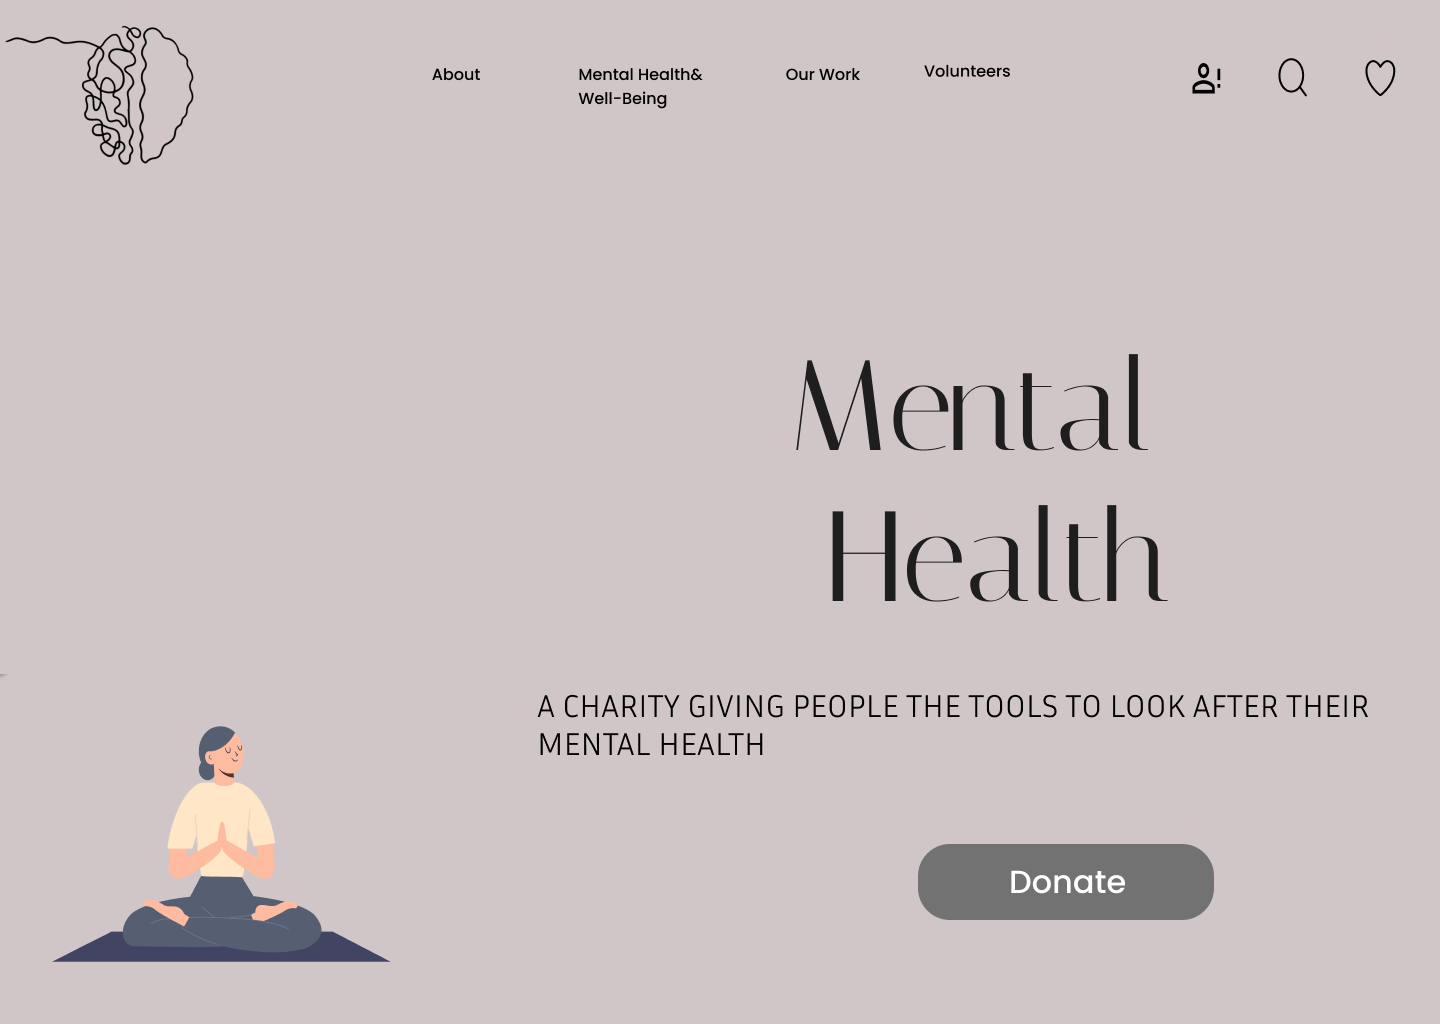 About
Mental Health&
Well-Being
Our Work
Volunteers
Mental
Health
A CHARITY GIVING PEOPLE THE TOOLS TO LOOK AFTER THEIR
MENTAL HEALTH
Donate